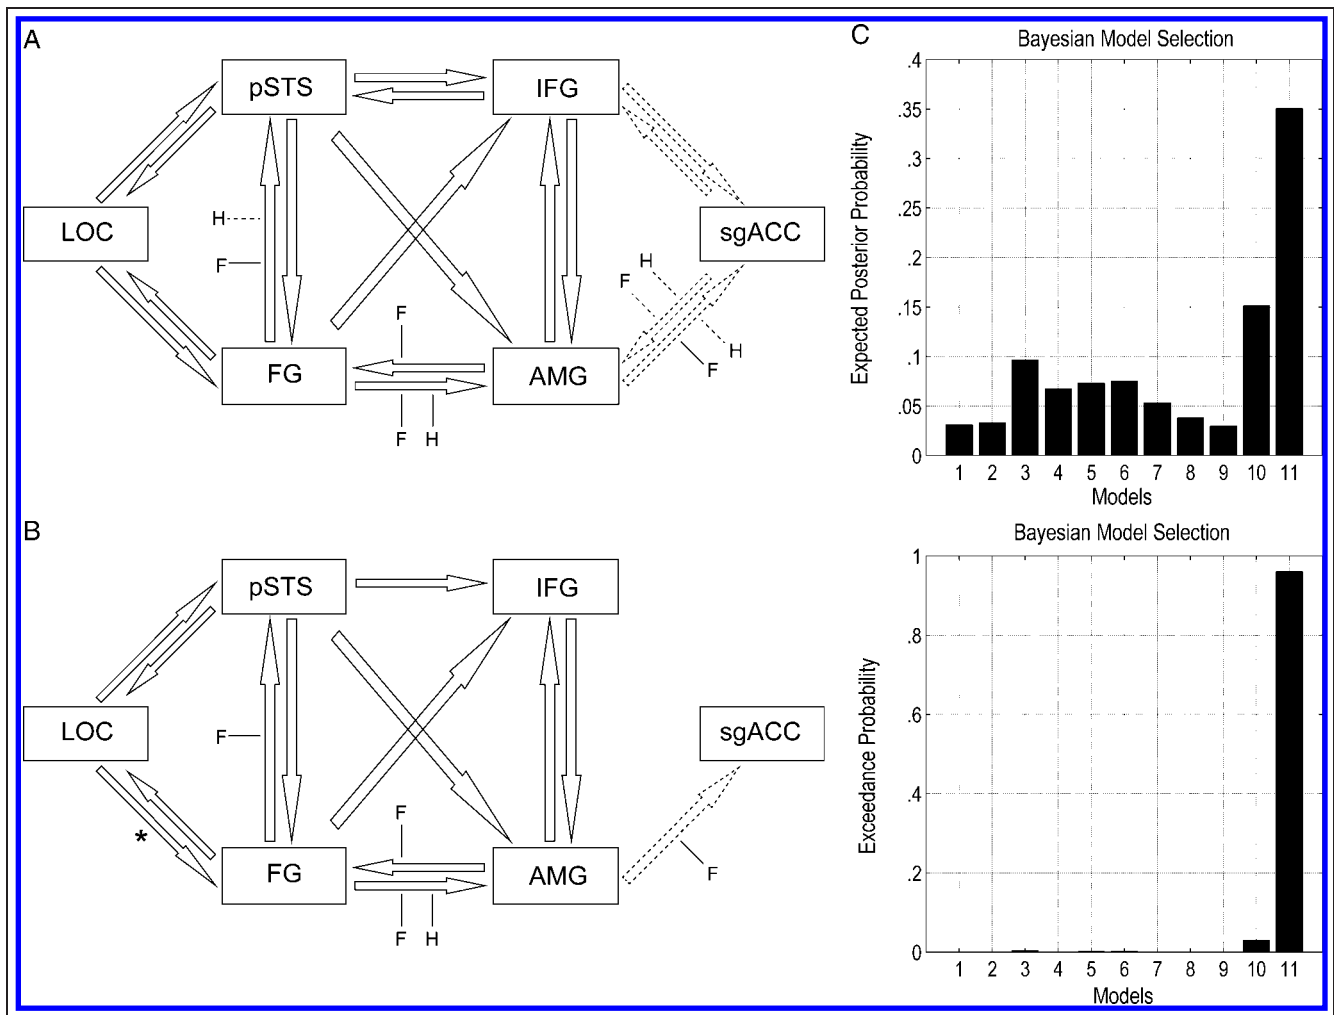 A
pSTS
IFG
LOC
sgACC
H
F
H
F
F
H
F
FG
AMG
F
H
B
pSTS
IFG
LOC
sgACC
F
*
F
F
FG
AMG
F
H
C
Bayesian Model Selection
Expected Posterior Probability
.4
.35
.3
.25
.2
.15
.1
.05
0
1 2 3 4 5 6 7 8 9 10 11
Models
Bayesian Model Selection
Exceedance Probability
1
.8
.6
.4
.2
0
1 2 3 4 5 6 7 8 9 10 11
Models